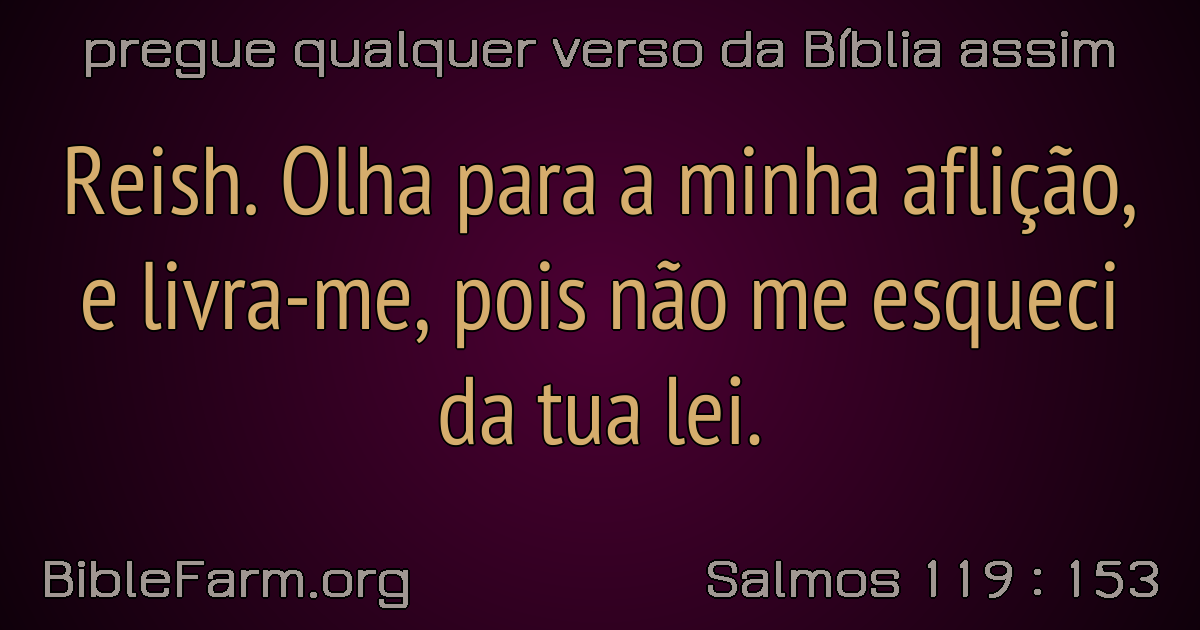 pregue qualquer verso da Bíblia assim
Reish. Olha para a minha aflição,
e livra-me, pois não me esqueci
da tua lei.
BibleFarm.org
Salmos 119 : 153